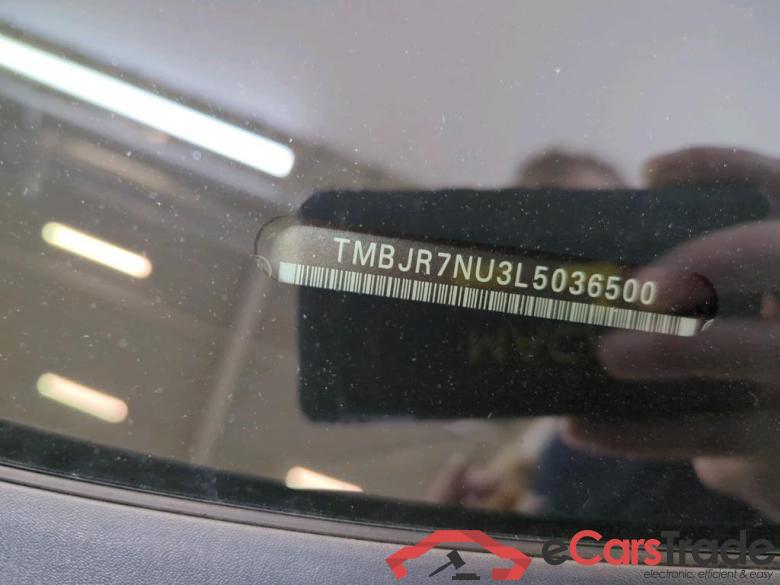 TMBJR7NU3L5036500
eCarsTrade
electronic, efficient & easy